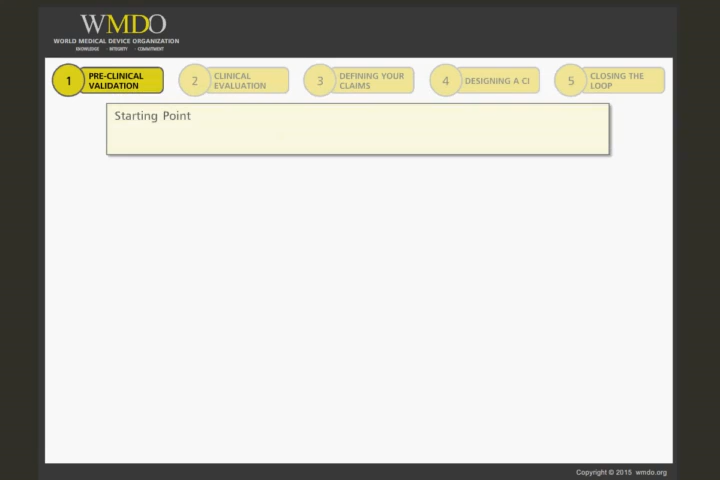 WMDO
WORLD MEDICAL DEVICE ORGANIZATION
KNOWLEDGE - INTEGRITY - COMMITMENT
1 PRE-CLINICAL
VALIDATION
2 CLINICAL
EVALUATION
3 DEFINING YOUR
CLAIMS
4 DESIGNING A CI
5 CLOSING THE
LOOP
Starting Point
Copyright © 2015 wmdo.org